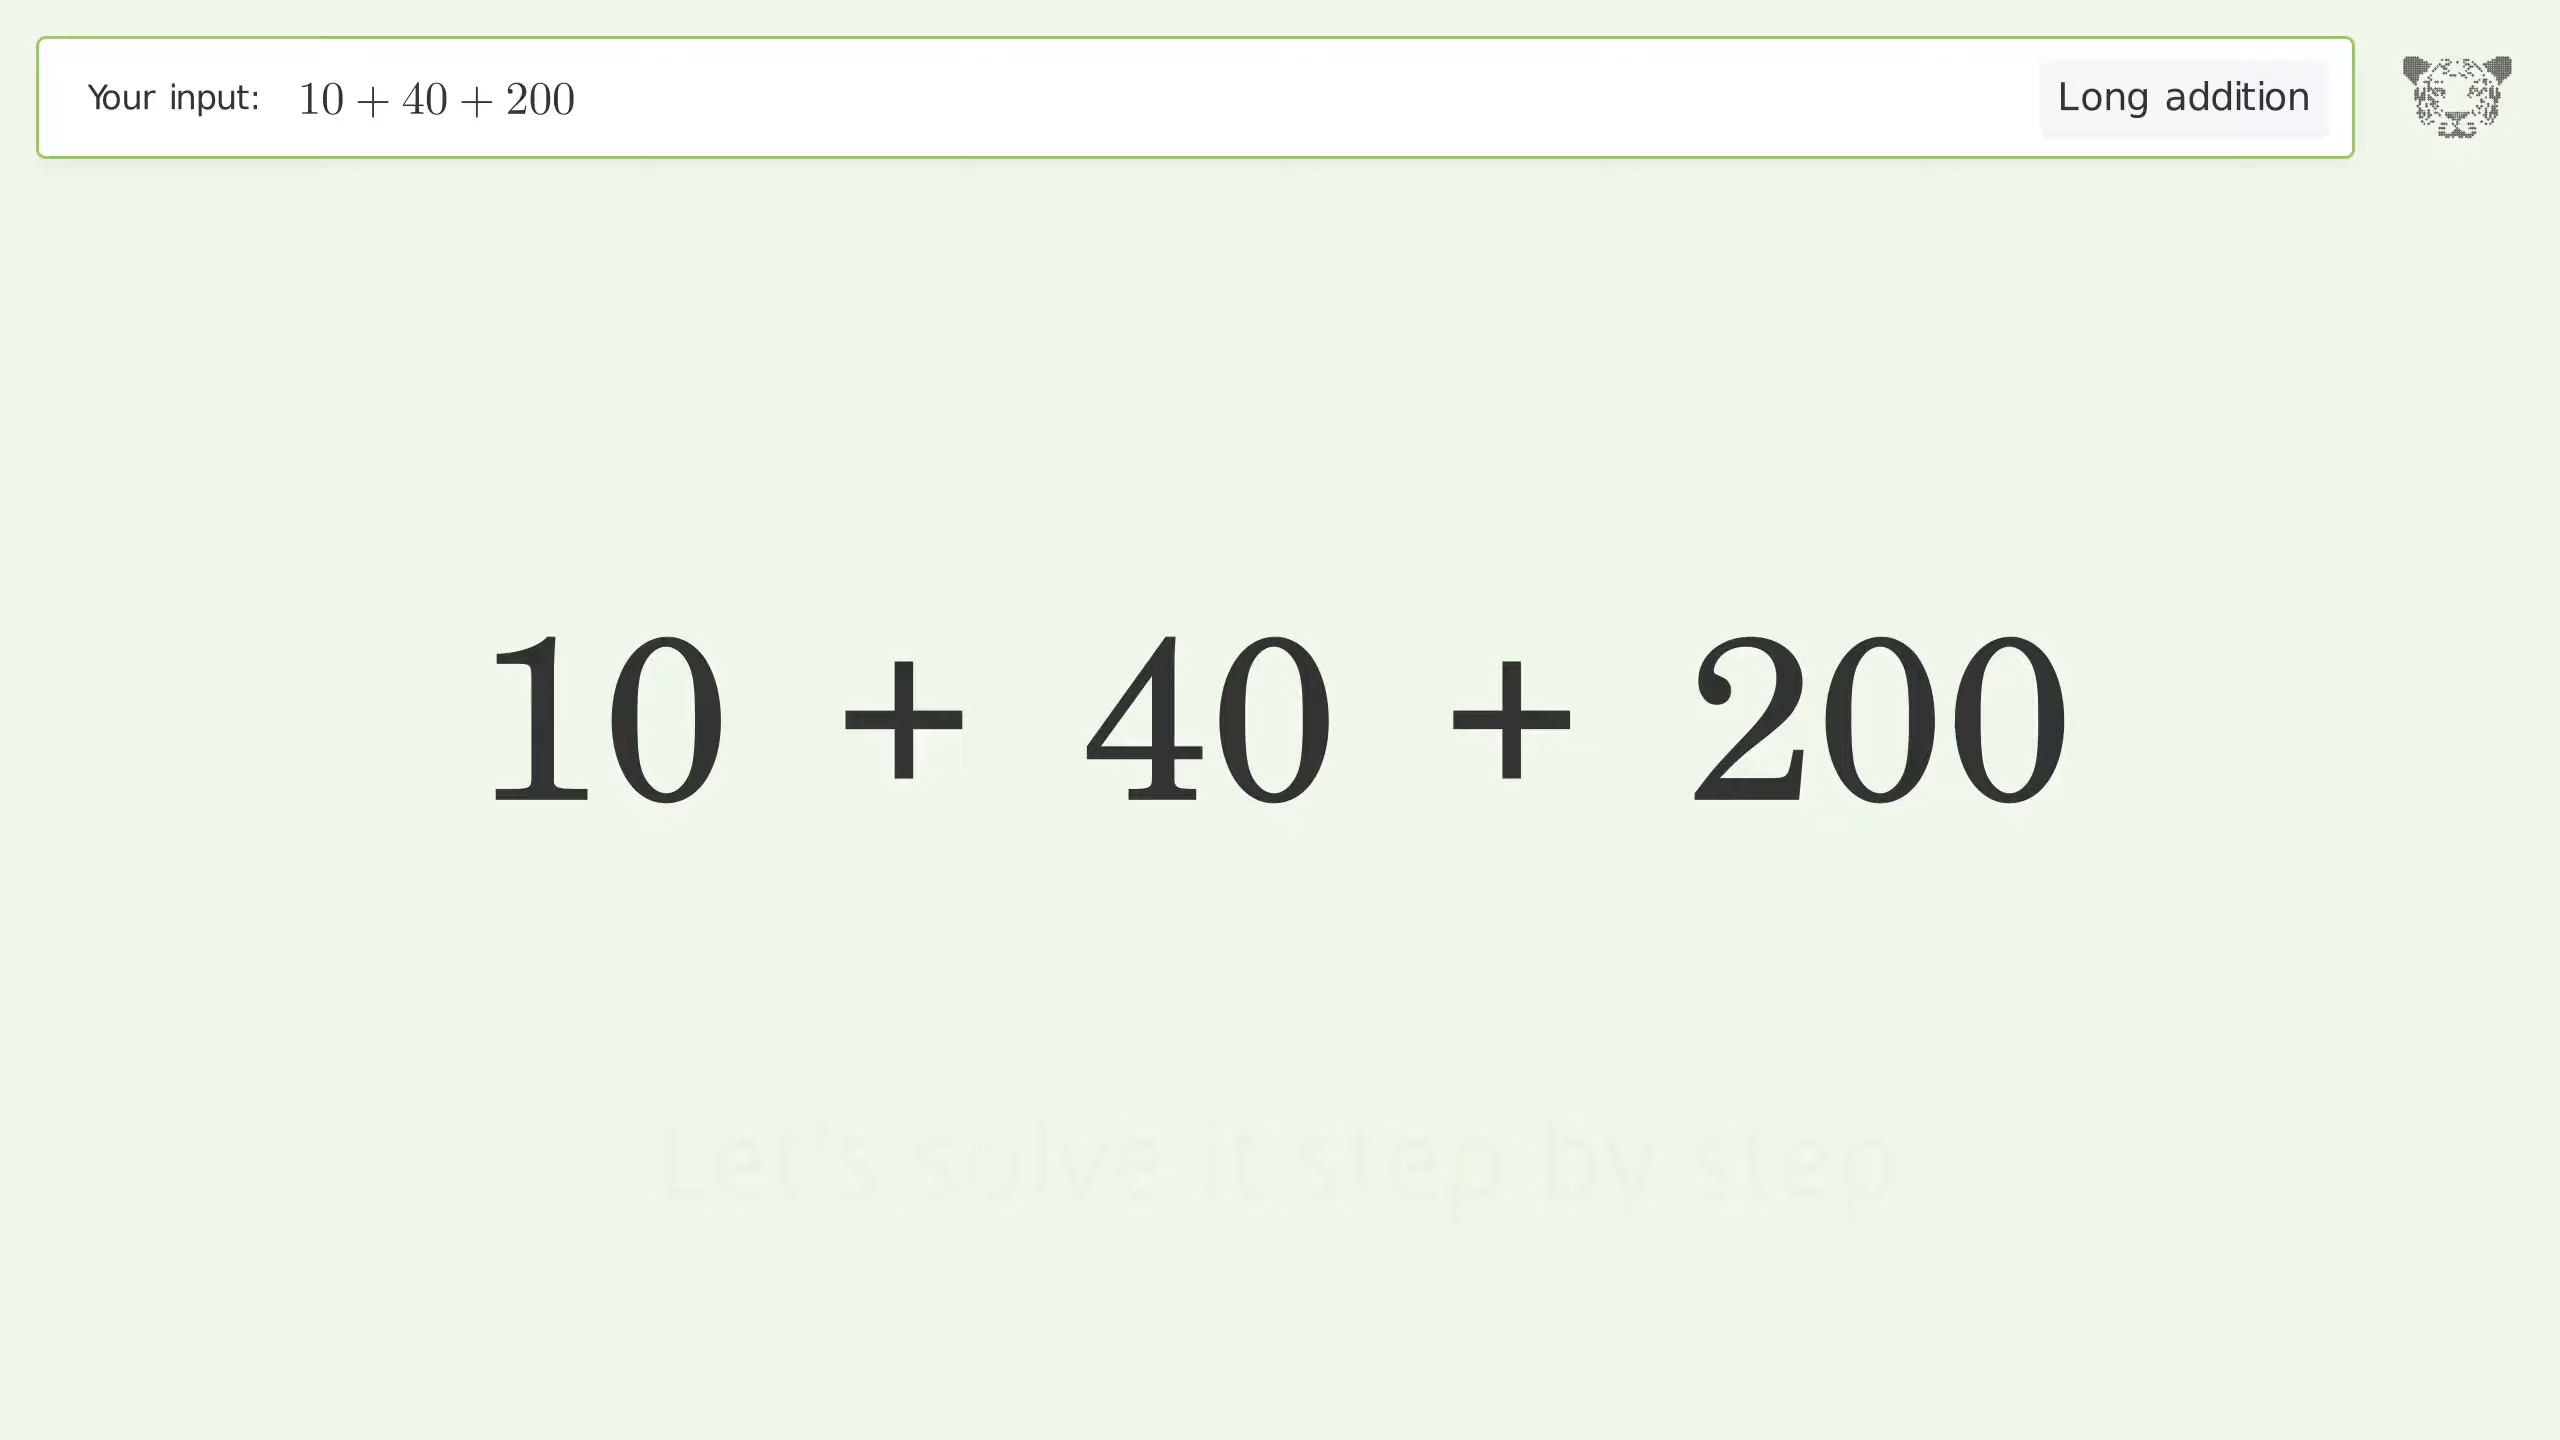 Your input: 10 + 40 + 200
Long addition
10 + 40 + 200
Let's solve it step by step